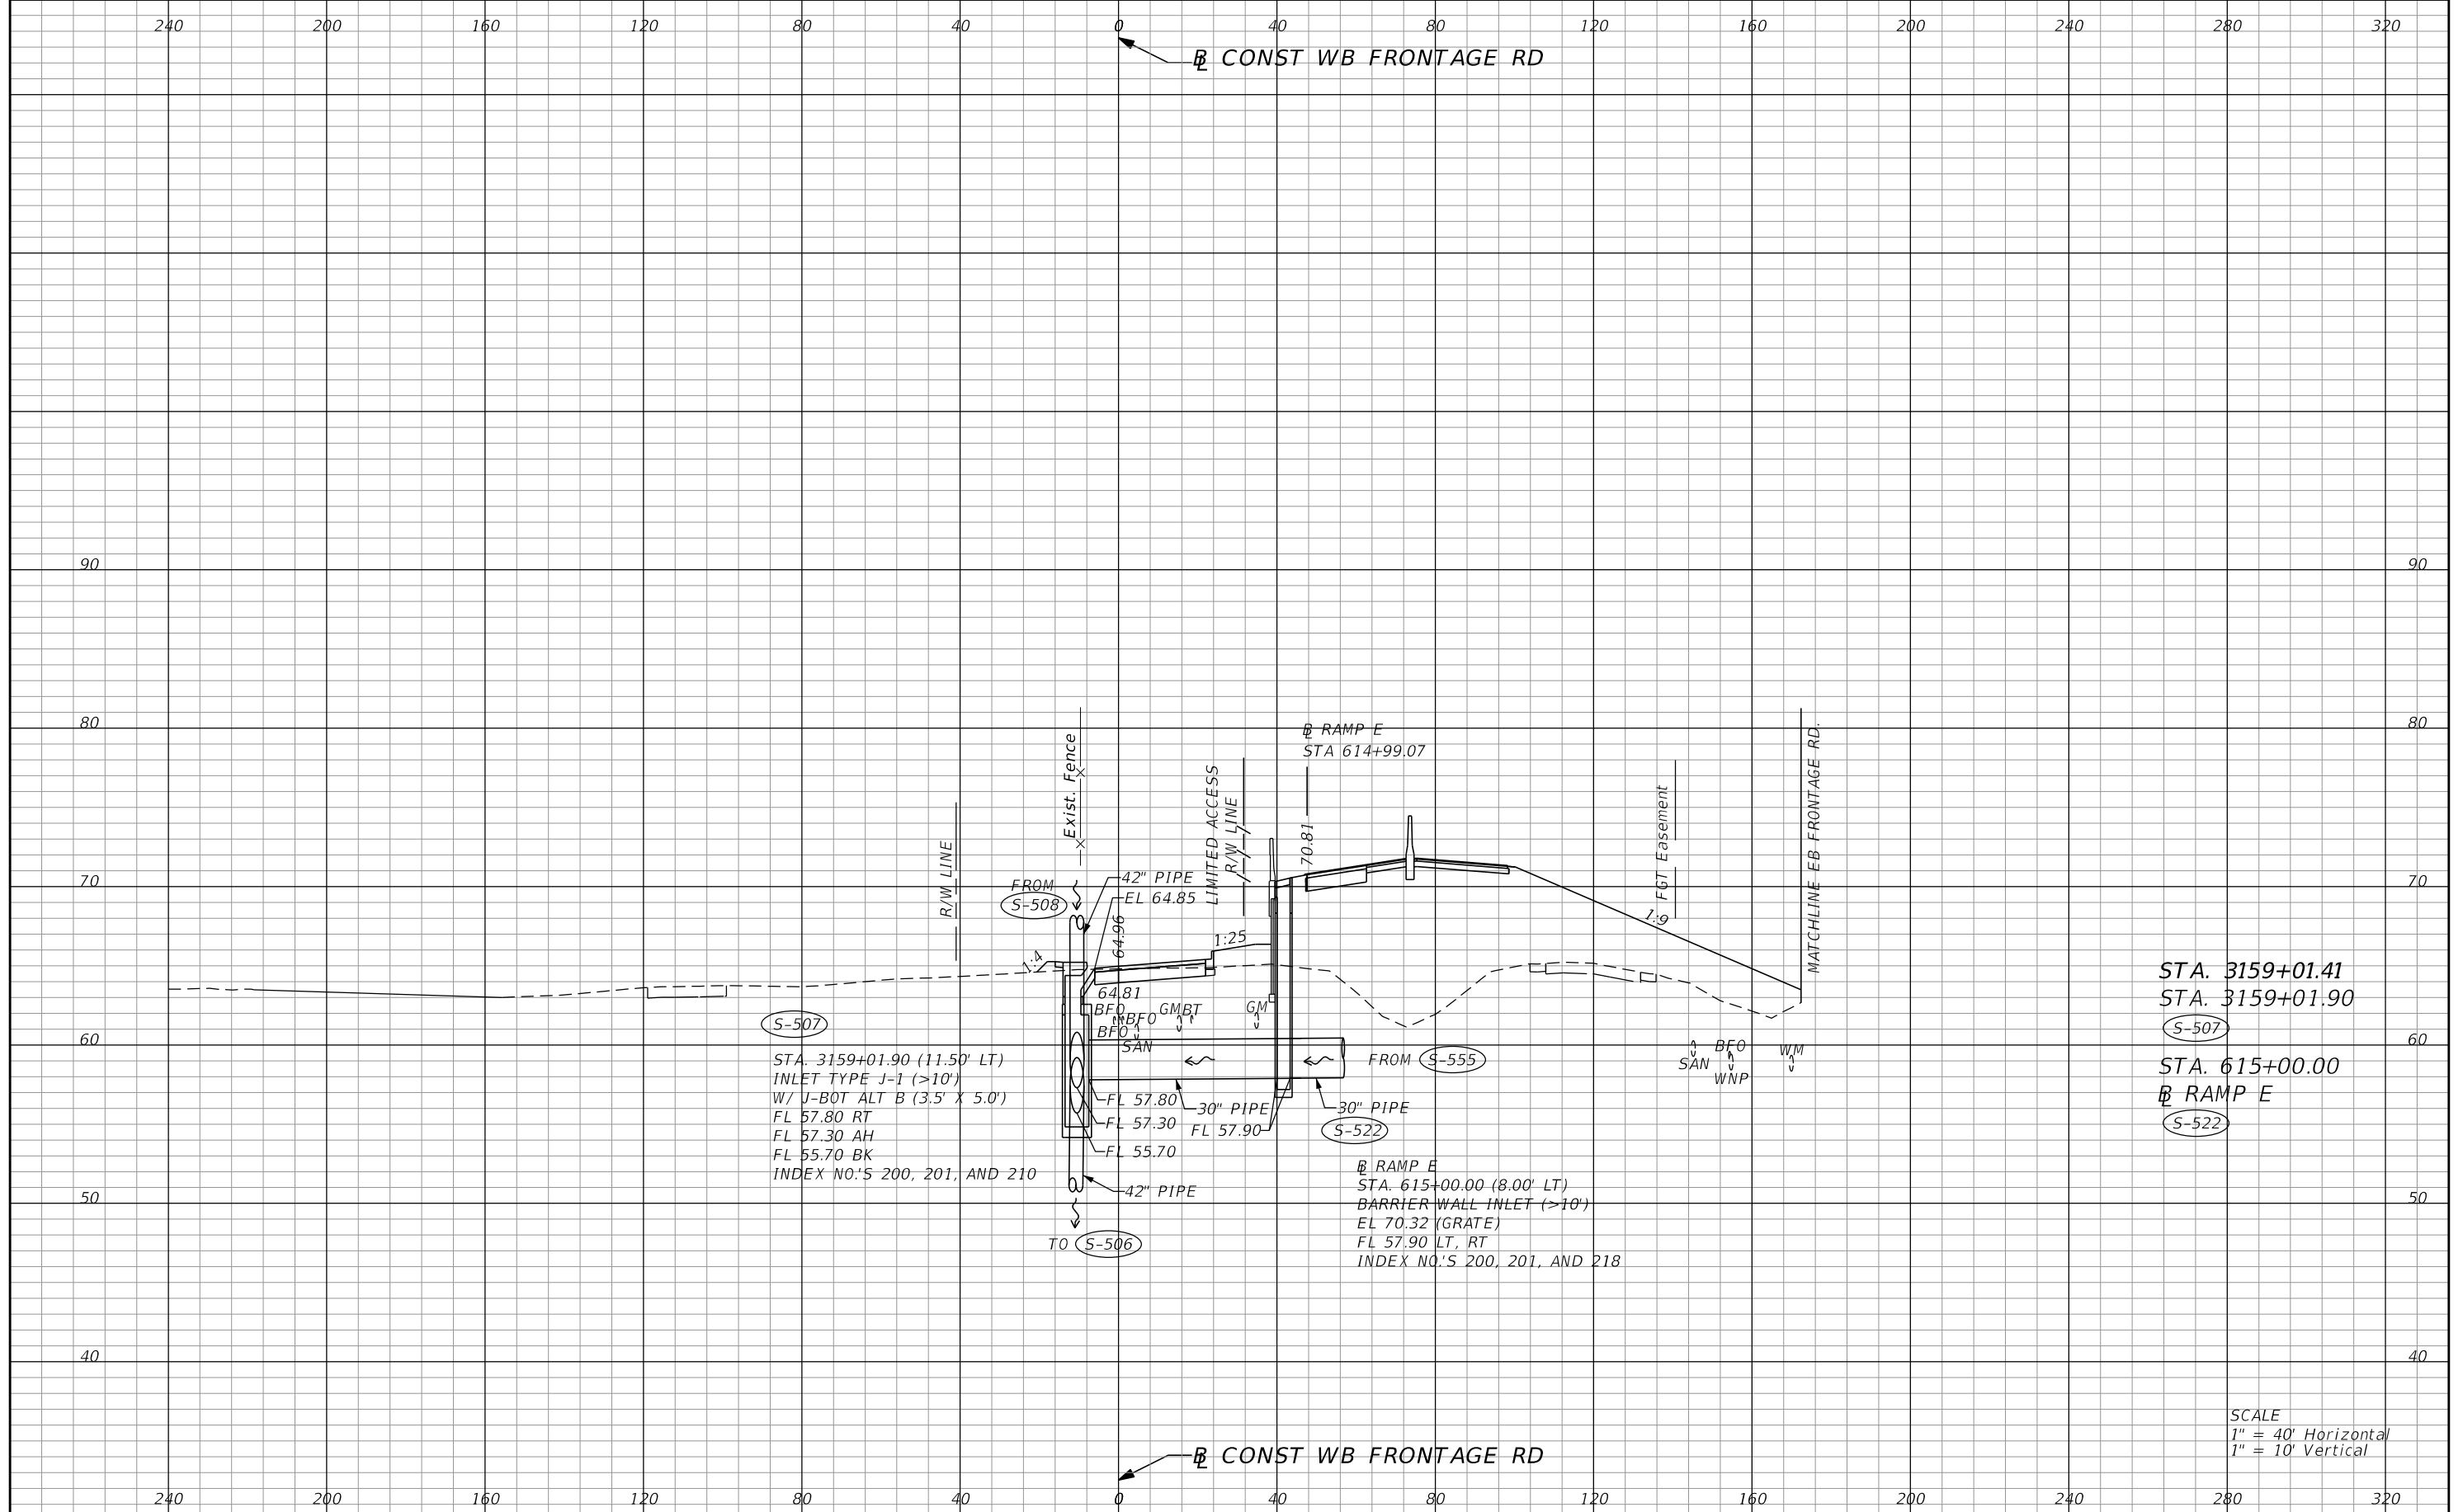 240 200 160 120 80 40 0 40 80 120 160 200 240 280 320
BL CONST WB FRONTAGE RD
90 90
80 80
BL RAMP E
STA 614+99.07
Exist. Fence
LIMITED ACCESS
R/W LINE
70.81
FGT Easement
MATCHLINE EB FRONTAGE RD.
R/W LINE
70 70
FROM
S-508
42" PIPE
EL 64.85
64.96
1:4
1:25
1:9
STA. 3159+01.41
STA. 3159+01.90
S-507
STA. 615+00.00
BL RAMP E
S-522
64.81
BFO
BFO
BFO
SAN
GM
BT
GM
60 60
S-507
STA. 3159+01.90 (11.50' LT)
INLET TYPE J-1 (>10')
W/ J-BOT ALT B (3.5' X 5.0')
FL 57.80 RT
FL 57.30 AH
FL 55.70 BK
INDEX NO.'S 200, 201, AND 210
FROM S-555
SAN
BFO
WNP
WM
FL 57.80
FL 57.30
FL 55.70
30" PIPE
FL 57.90
30" PIPE
S-522
42" PIPE
BL RAMP E
STA. 615+00.00 (8.00' LT)
BARRIER WALL INLET (>10')
EL 70.32 (GRATE)
FL 57.90 LT, RT
INDEX NO.'S 200, 201, AND 218
50 50
TO S-506
40 40
SCALE
1" = 40' Horizontal
1" = 10' Vertical
BL CONST WB FRONTAGE RD
240 200 160 120 80 40 0 40 80 120 160 200 240 280 320